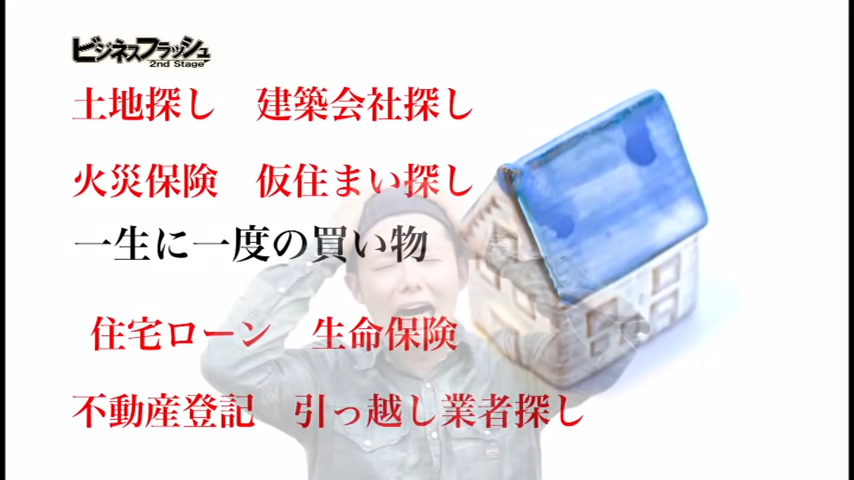 ビジネスフラッシュ
2nd Stage
土地探し　建築会社探し
火災保険　仮住まい探し
一生に一度の買い物
住宅ローン　生命保険
不動産登記　引っ越し業者探し